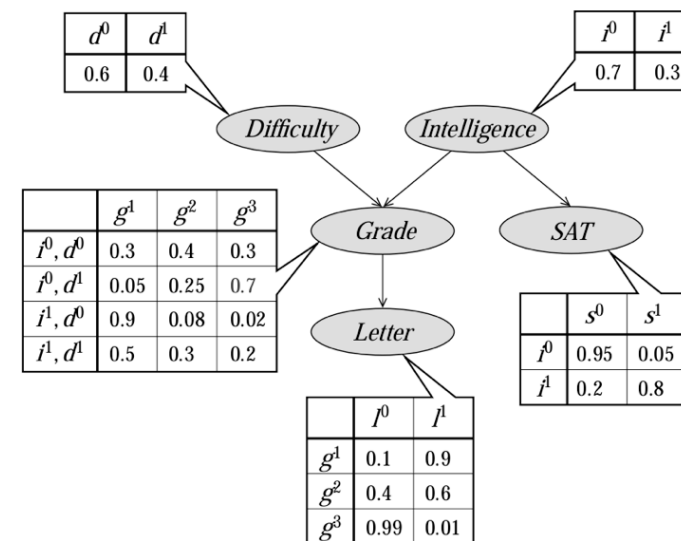 d⁰ d¹
0.6 0.4
i⁰ i¹
0.7 0.3
Difficulty
Intelligence
g¹ g² g³
i⁰, d⁰ 0.3 0.4 0.3
i⁰, d¹ 0.05 0.25 0.7
i¹, d⁰ 0.9 0.08 0.02
i¹, d¹ 0.5 0.3 0.2
Grade
SAT
s⁰ s¹
i⁰ 0.95 0.05
i¹ 0.2 0.8
Letter
l⁰ l¹
g¹ 0.1 0.9
g² 0.4 0.6
g³ 0.99 0.01